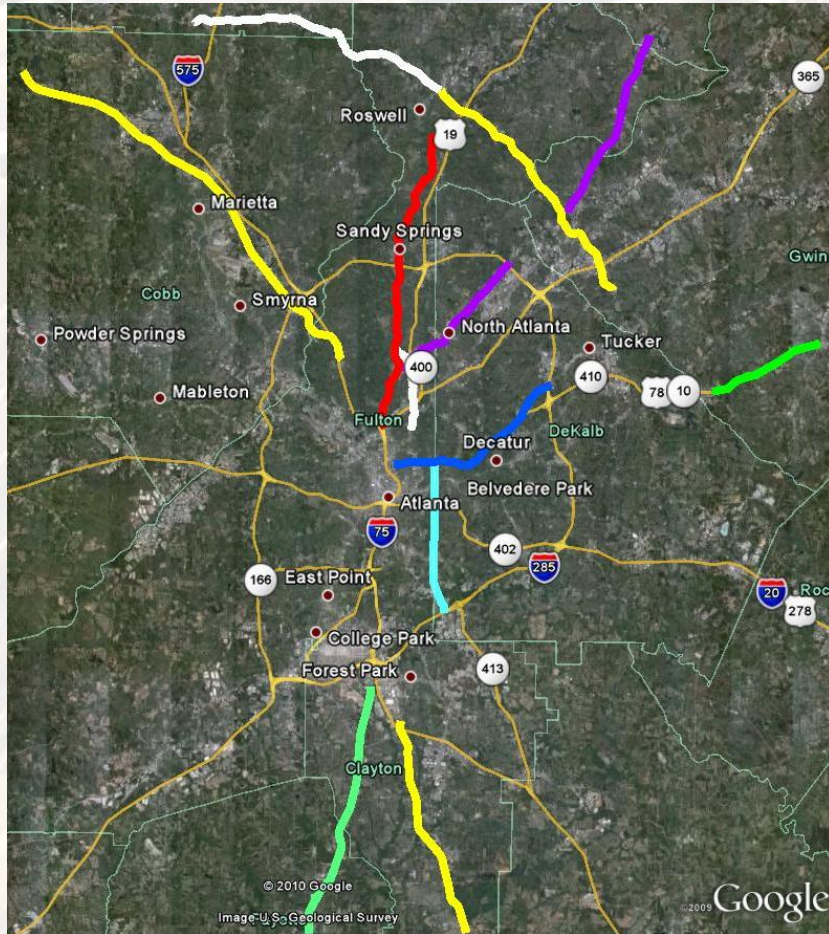 575
365
Roswell
19
Marietta
Sandy Springs
Gwin
Cobb
Smyrna
North Atlanta
Powder Springs
Tucker
400
410
78
10
Mableton
Fulton
DeKalb
Decatur
Belvedere Park
Atlanta
75
402
285
166
East Point
20
Roc
278
College Park
Forest Park
413
Clayton
© 2010 Google
Image U.S. Geological Survey
©2009 Google